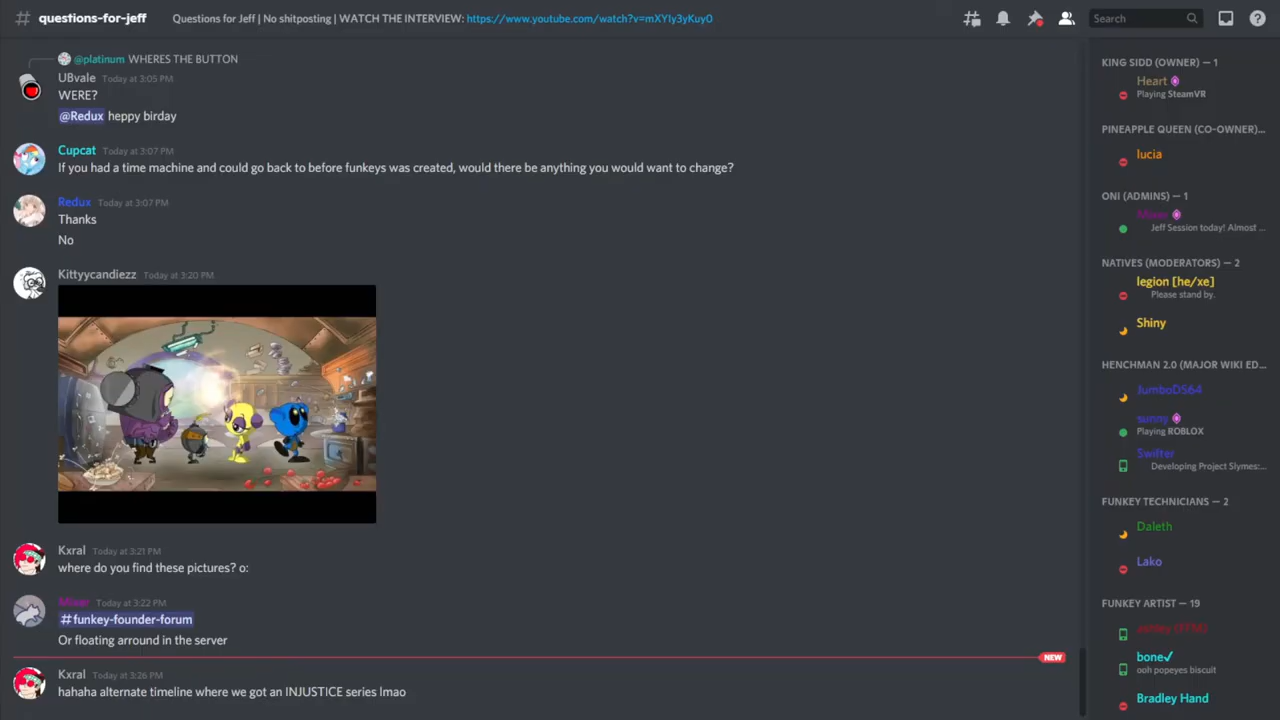 questions-for-jeff
Questions for Jeff | No shitposting | WATCH THE INTERVIEW: https://www.youtube.com/watch?v=mXYIy3yKuy0
Search
@platinum WHERES THE BUTTON
UBvale Today at 3:05 PM
WERE?
@Redux heppy birday
Cupcat Today at 3:07 PM
If you had a time machine and could go back to before funkeys was created, would there be anything you would want to change?
Redux Today at 3:07 PM
Thanks
No
Kittyycandiezz Today at 3:20 PM
Kxral Today at 3:21 PM
where do you find these pictures? o:
Mixer Today at 3:22 PM
#funkey-founder-forum
Or floating arround in the server
NEW
Kxral Today at 3:26 PM
hahaha alternate timeline where we got an INJUSTICE series lmao
KING SIDD (OWNER) — 1
Heart
Playing SteamVR
PINEAPPLE QUEEN (CO-OWNER)...
lucia
ONI (ADMINS) — 1
Mixer
Jeff Session today! Almost ...
NATIVES (MODERATORS) — 2
legion [he/xe]
Please stand by.
Shiny
HENCHMAN 2.0 (MAJOR WIKI ED...
JumboDS64
sunny
Playing ROBLOX
Swifter
Developing Project Slymes:...
FUNKEY TECHNICIANS — 2
Daleth
Lako
FUNKEY ARTIST — 19
bone✓
ooh popeyes biscuit
Bradley Hand